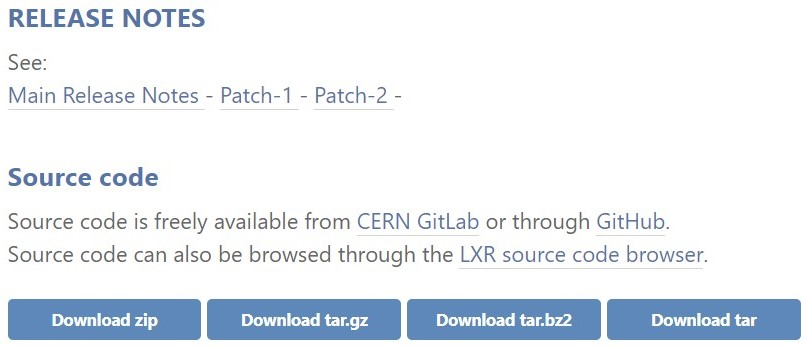 RELEASE NOTES
See:
Main Release Notes - Patch-1 - Patch-2 -
Source code
Source code is freely available from CERN GitLab or through GitHub.
Source code can also be browsed through the LXR source code browser.
Download zip Download tar.gz Download tar.bz2 Download tar